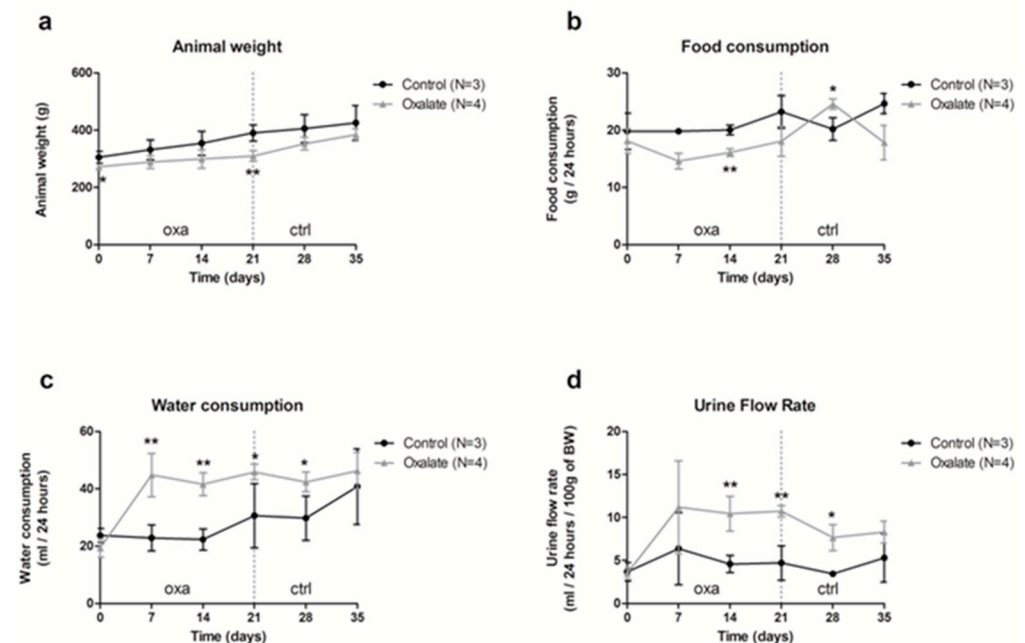 a
Animal weight
600
400
200
0
Animal weight (g)
Control (N=3)
Oxalate (N=4)
*
**
oxa
ctrl
0 7 14 21 28 35
Time (days)
b
Food consumption
30
20
10
0
Food consumption
(g / 24 hours)
Control (N=3)
Oxalate (N=4)
**
*
oxa
ctrl
0 7 14 21 28 35
Time (days)
c
Water consumption
60
40
20
0
Water consumption
(ml / 24 hours)
Control (N=3)
Oxalate (N=4)
**
**
*
*
oxa
ctrl
0 7 14 21 28 35
Time (days)
d
Urine Flow Rate
20
15
10
5
0
Urine flow rate
(ml / 24 hours / 100g of BW)
Control (N=3)
Oxalate (N=4)
**
**
*
oxa
ctrl
0 7 14 21 28 35
Time (days)